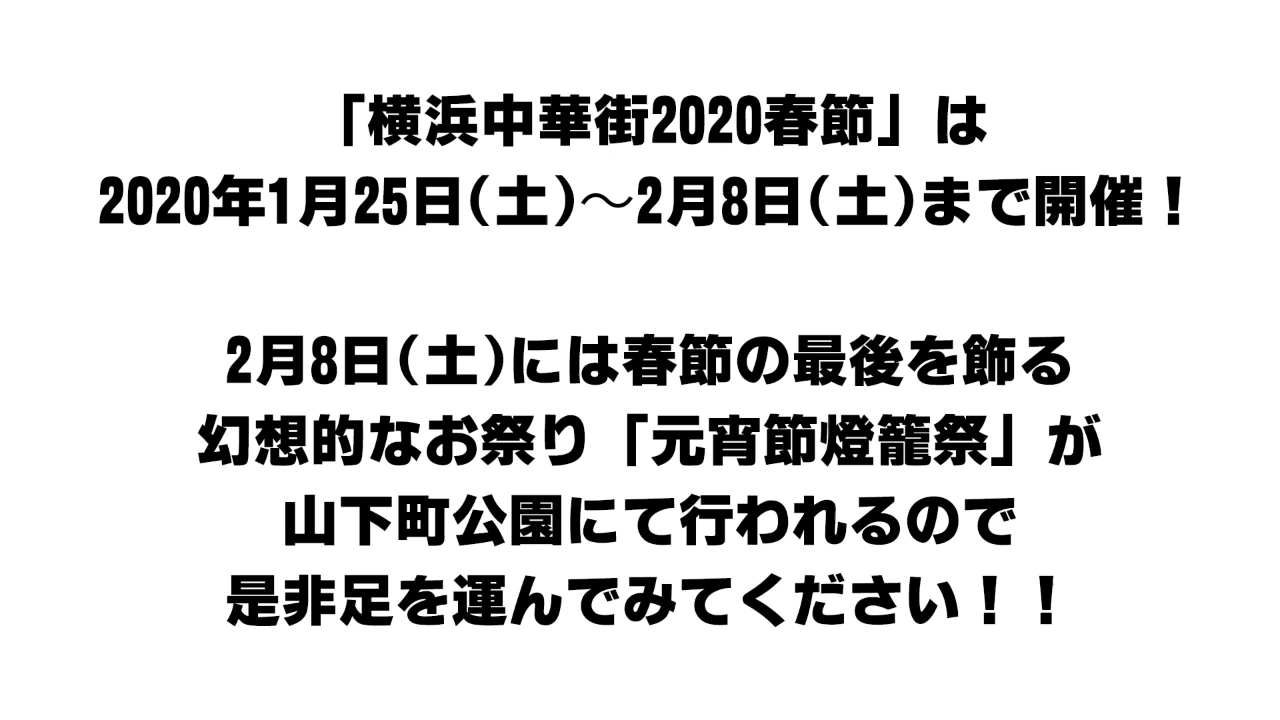 「横浜中華街2020春節」は
2020年1月25日(土)〜2月8日(土)まで開催！
2月8日(土)には春節の最後を飾る
幻想的なお祭り「元宵節燈籠祭」が
山下町公園にて行われるので
是非足を運んでみてください！！